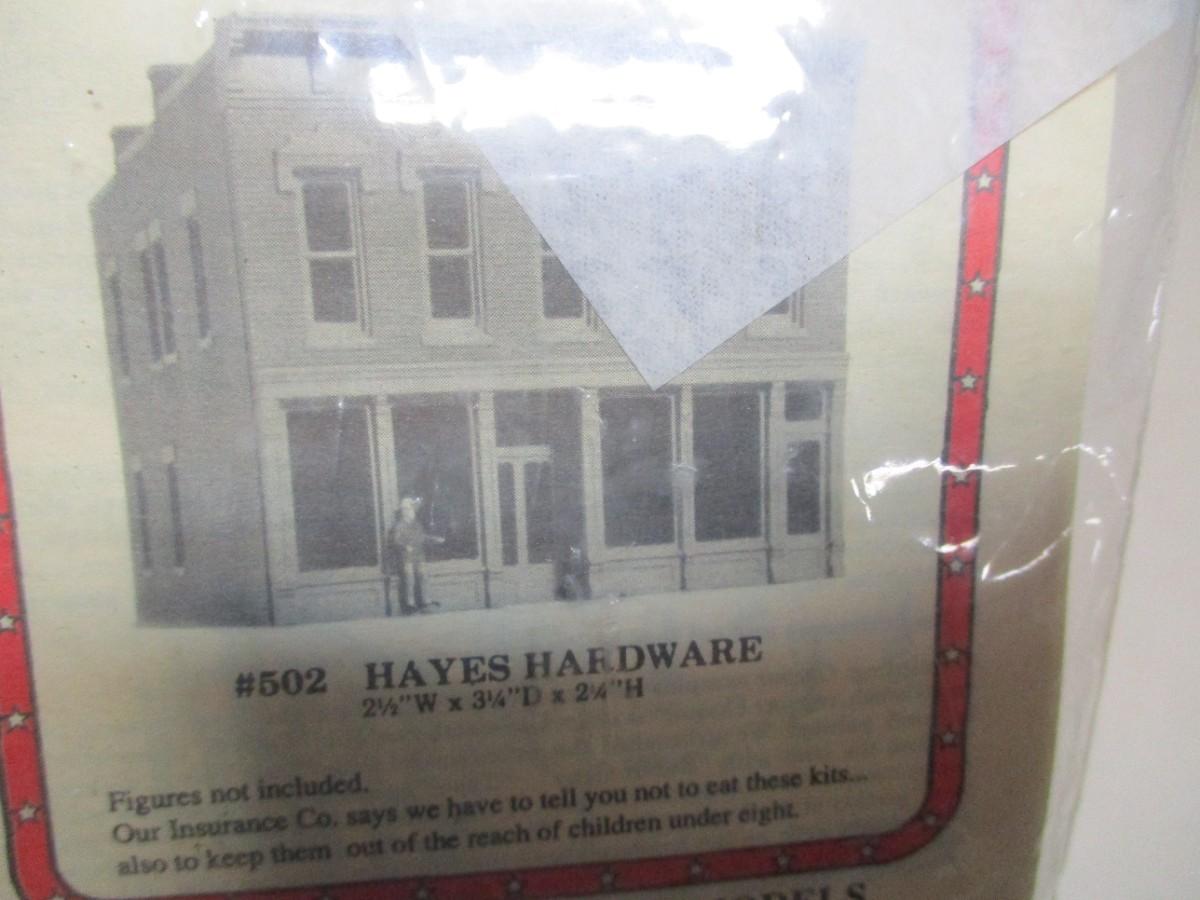 #502 HAYES HARDWARE
2½"W x 3¼"D x 2¼"H
Figures not included.
Our Insurance Co. says we have to tell you not to eat these kits...
also to keep them out of the reach of children under eight.